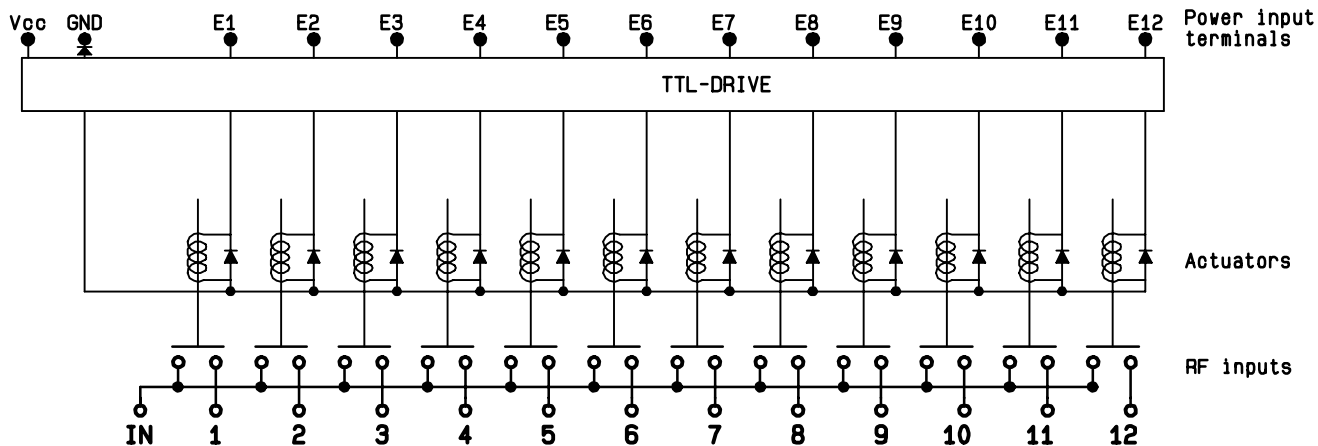 Vcc GND E1 E2 E3 E4 E5 E6 E7 E8 E9 E10 E11 E12 Power input
terminals
TTL-DRIVE
Actuators
RF inputs
IN 1 2 3 4 5 6 7 8 9 10 11 12